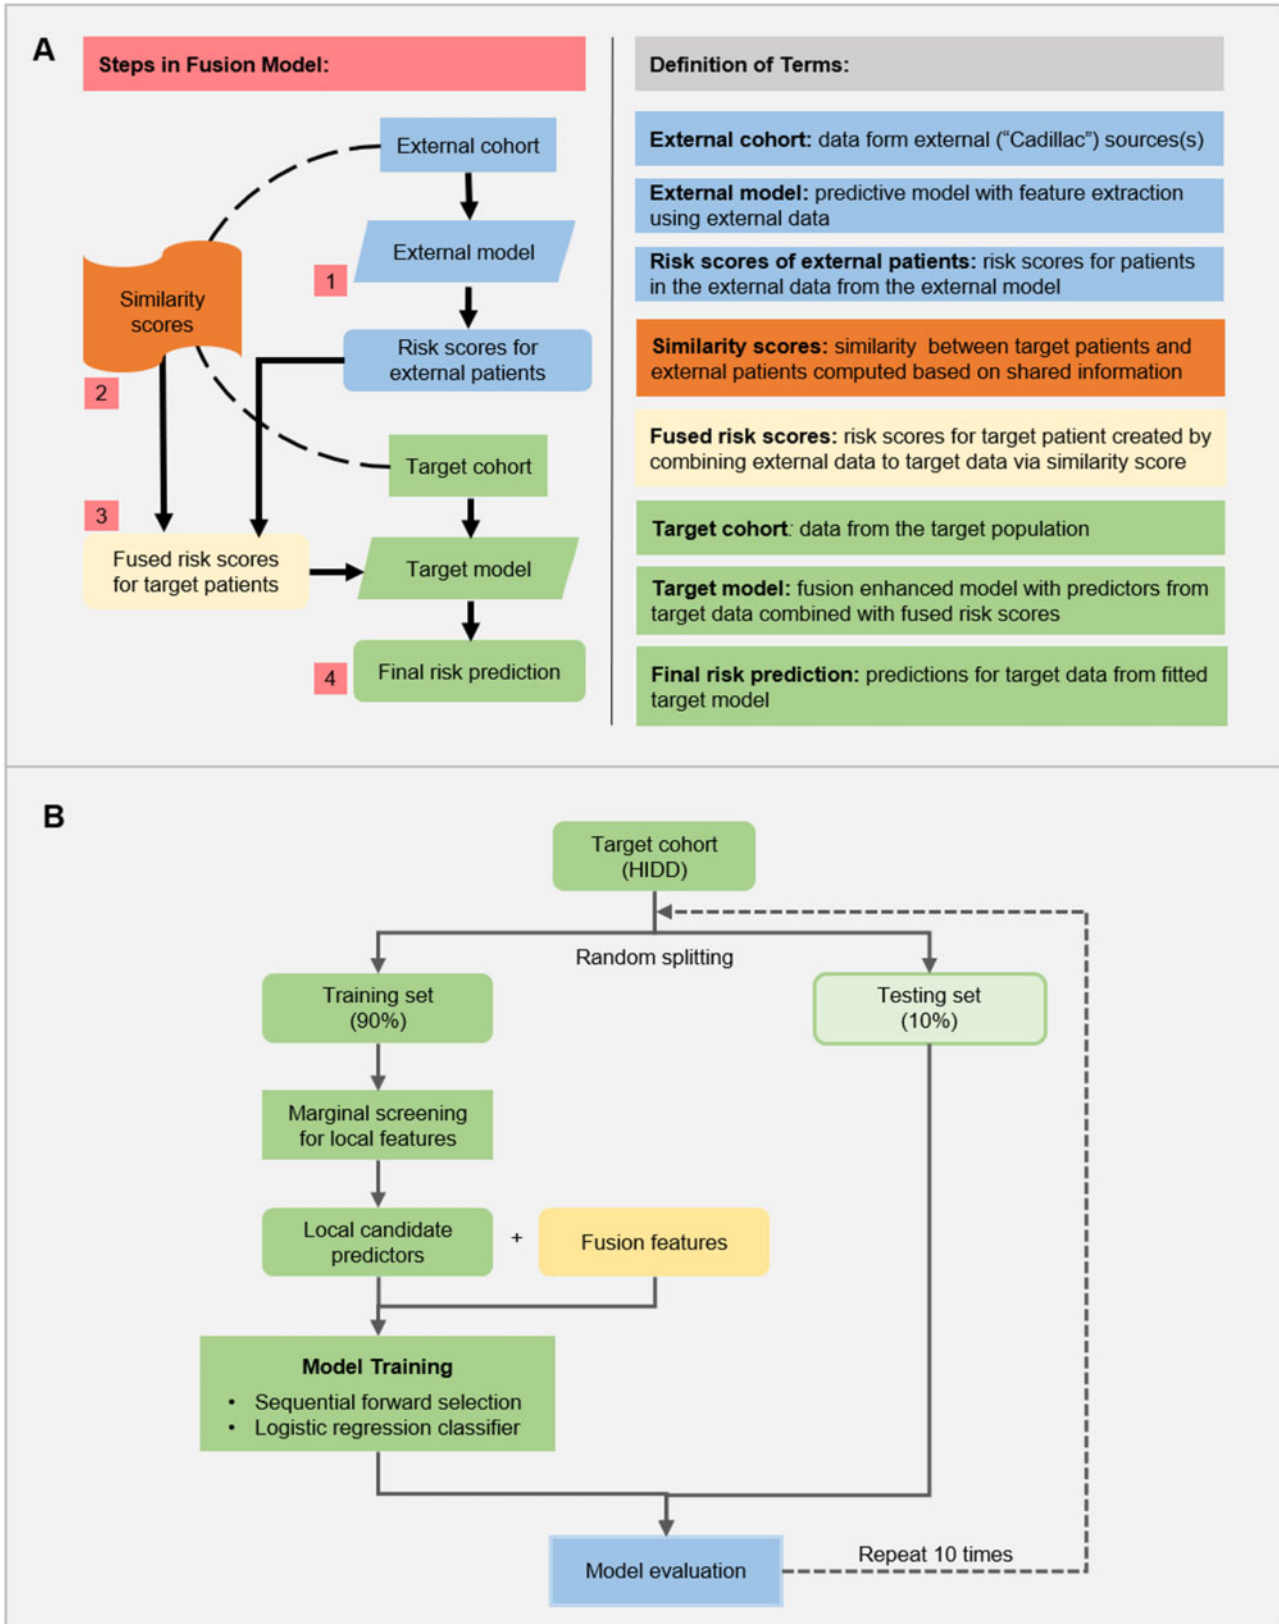 A
Steps in Fusion Model:
External cohort
External model
1
Similarity
scores
Risk scores for
external patients
2
Target cohort
3
Fused risk scores
for target patients
Target model
4
Final risk prediction
Definition of Terms:
External cohort: data form external (“Cadillac”) sources(s)
External model: predictive model with feature extraction
using external data
Risk scores of external patients: risk scores for patients
in the external data from the external model
Similarity scores: similarity between target patients and
external patients computed based on shared information
Fused risk scores: risk scores for target patient created by
combining external data to target data via similarity score
Target cohort: data from the target population
Target model: fusion enhanced model with predictors from
target data combined with fused risk scores
Final risk prediction: predictions for target data from fitted
target model
B
Target cohort
(HIDD)
Random splitting
Training set
(90%)
Testing set
(10%)
Marginal screening
for local features
Local candidate
predictors
+
Fusion features
Model Training
• Sequential forward selection
• Logistic regression classifier
Model evaluation
Repeat 10 times